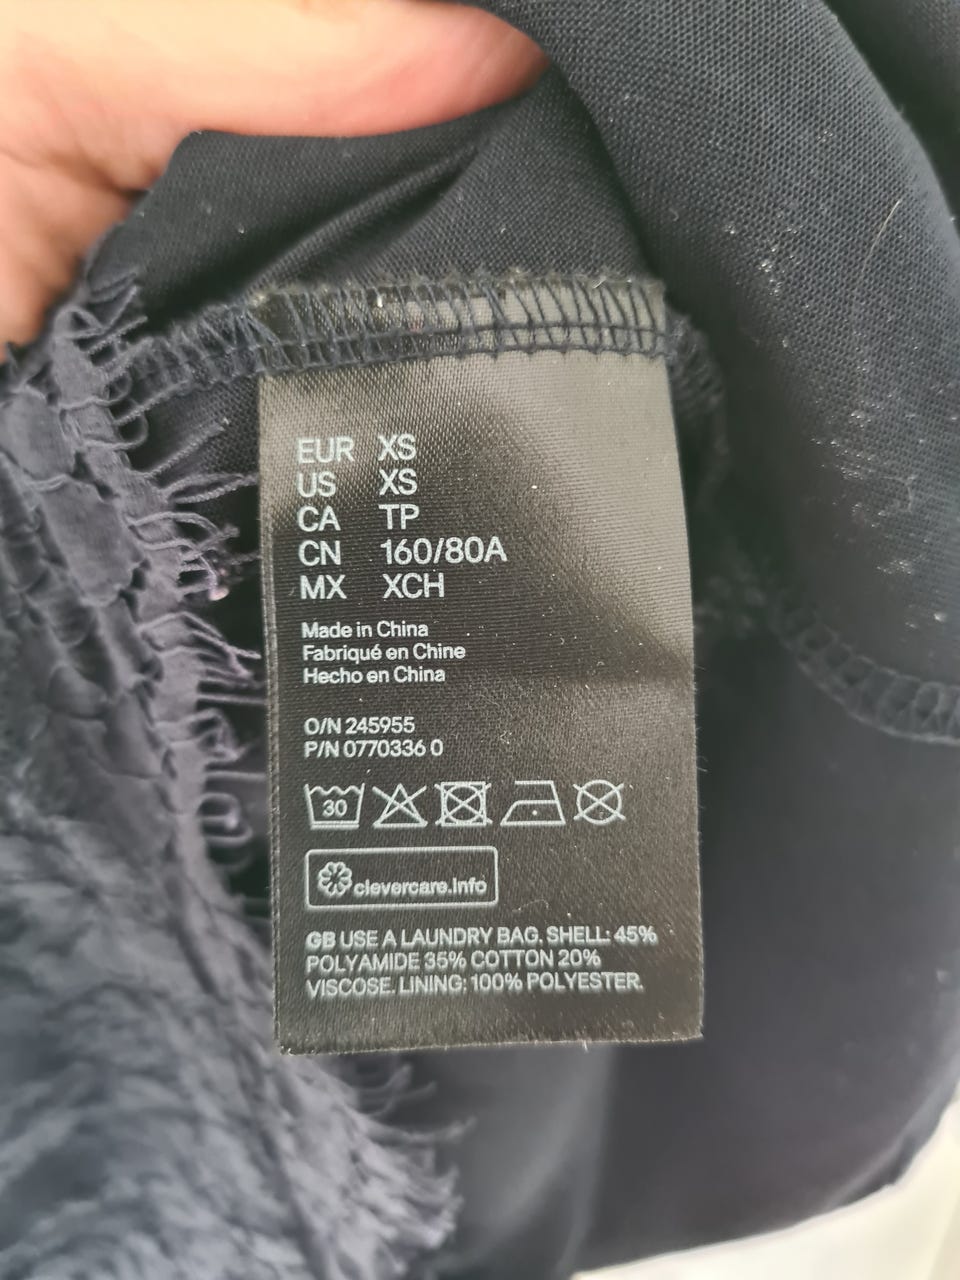 EUR XS
US XS
CA TP
CN 160/80A
MX XCH
Made in China
Fabriqué en Chine
Hecho en China
O/N 245955
P/N 0770336 0
30
clevercare.info
GB USE A LAUNDRY BAG. SHELL: 45%
POLYAMIDE 35% COTTON 20%
VISCOSE. LINING: 100% POLYESTER.